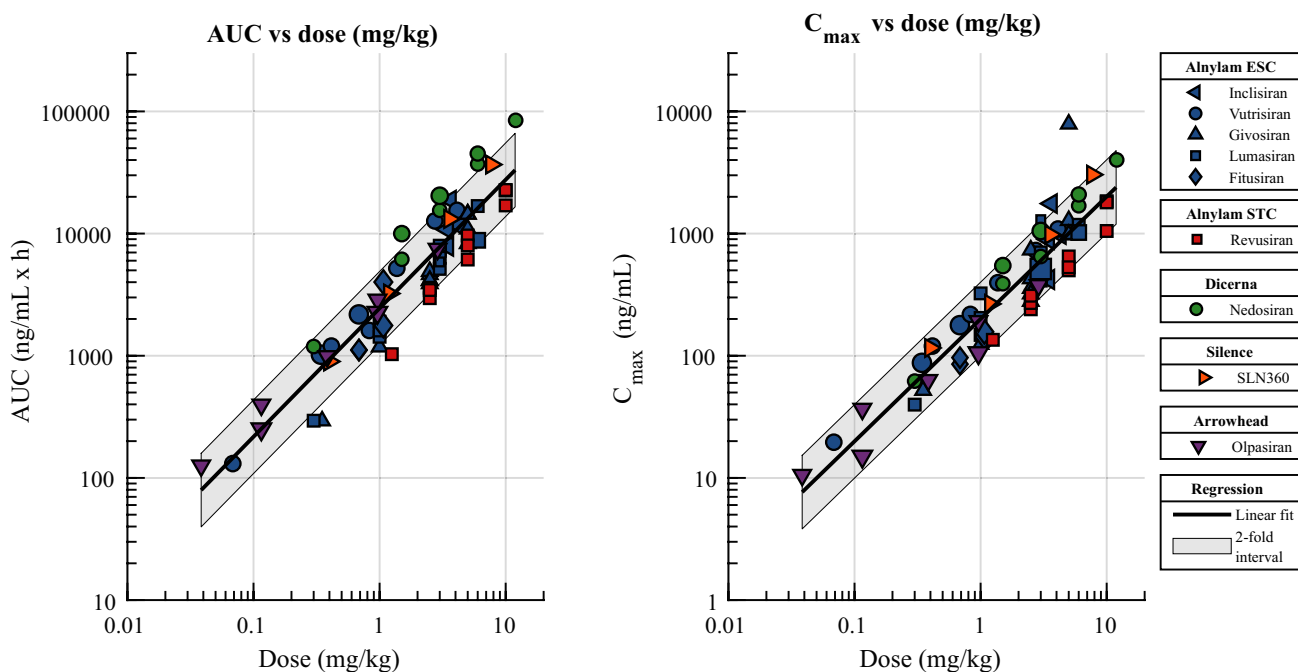 AUC vs dose (mg/kg)
100000
10000
1000
100
10
AUC (ng/mL x h)
0.01
0.1
1
10
Dose (mg/kg)
C_max vs dose (mg/kg)
10000
1000
100
10
1
C_max (ng/mL)
0.01
0.1
1
10
Dose (mg/kg)
Alnylam ESC
Inclisiran
Vutrisiran
Givosiran
Lumasiran
Fitusiran
Alnylam STC
Revusiran
Dicerna
Nedosiran
Silence
SLN360
Arrowhead
Olpasiran
Regression
Linear fit
2-fold
interval